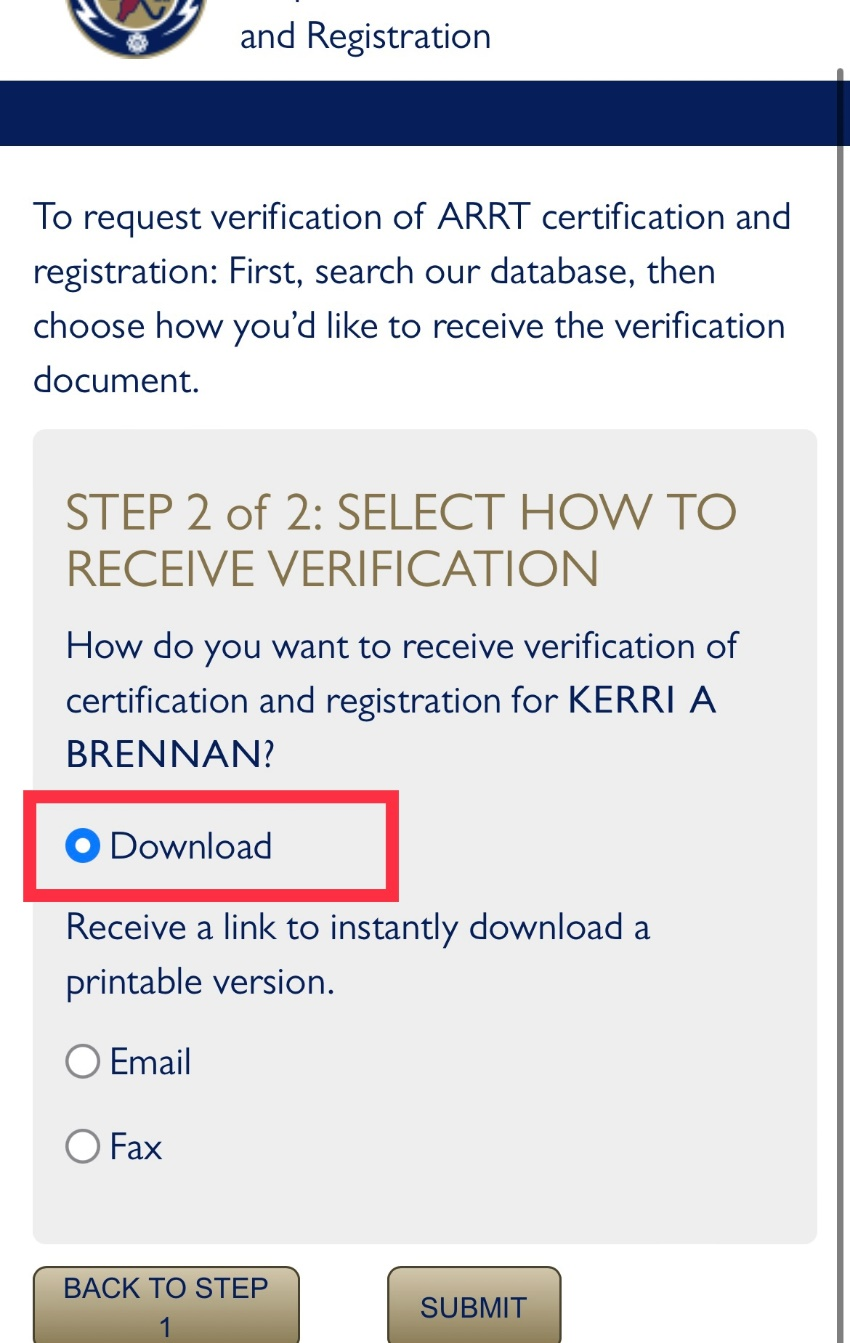 and Registration
To request verification of ARRT certification and
registration: First, search our database, then
choose how you’d like to receive the verification
document.
STEP 2 of 2: SELECT HOW TO
RECEIVE VERIFICATION
How do you want to receive verification of
certification and registration for KERRI A
BRENNAN?
Download
Receive a link to instantly download a
printable version.
Email
Fax
BACK TO STEP
1
SUBMIT